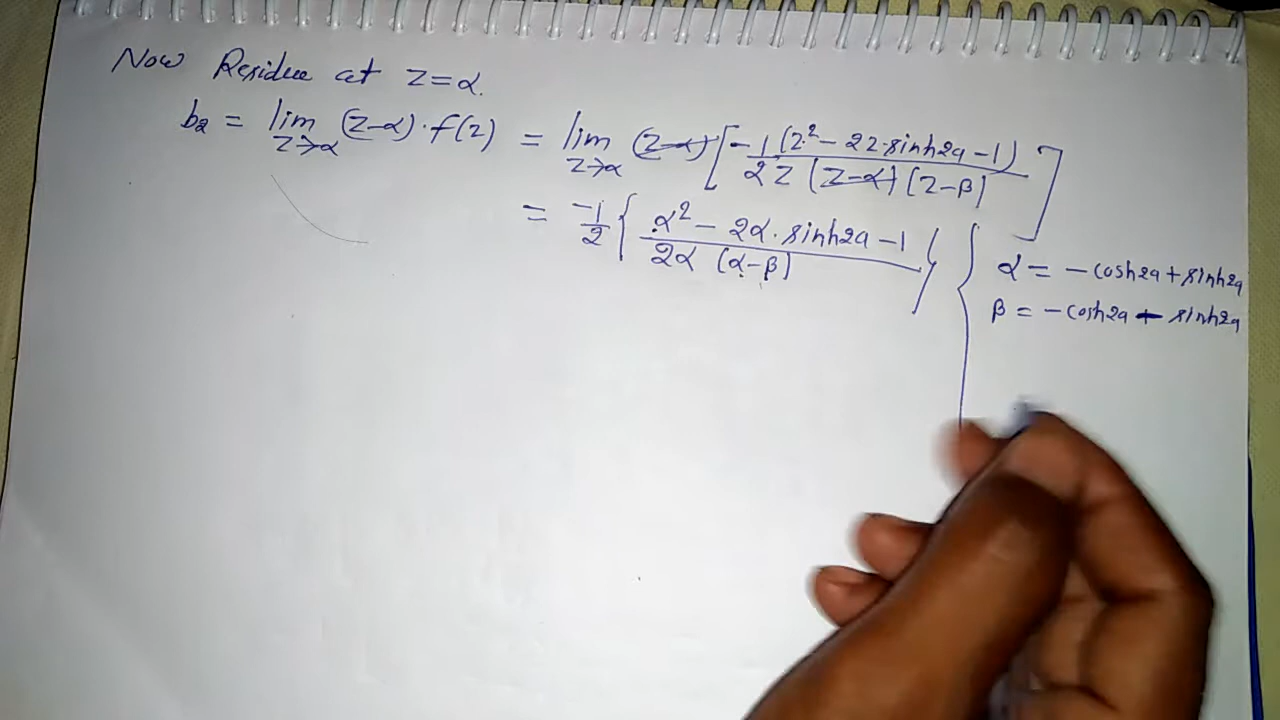 Now Residue at z=α.
b₂ = lim z→α (z-α)·f(z) = lim z→α (z-α) [ -1 (z² - 2z·sinh2a - 1) / 2z (z-α) (z-β) ]
= -1/2 { α² - 2α·sinh2a - 1 / 2α (α-β) }
α = -cosh2a + sinh2a
β = -cosh2a - sinh2a